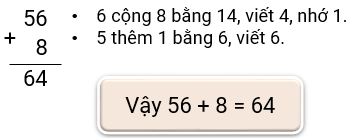 56
+ 8
64
• 6 cộng 8 bằng 14, viết 4, nhớ 1.
• 5 thêm 1 bằng 6, viết 6.
Vậy 56 + 8 = 64